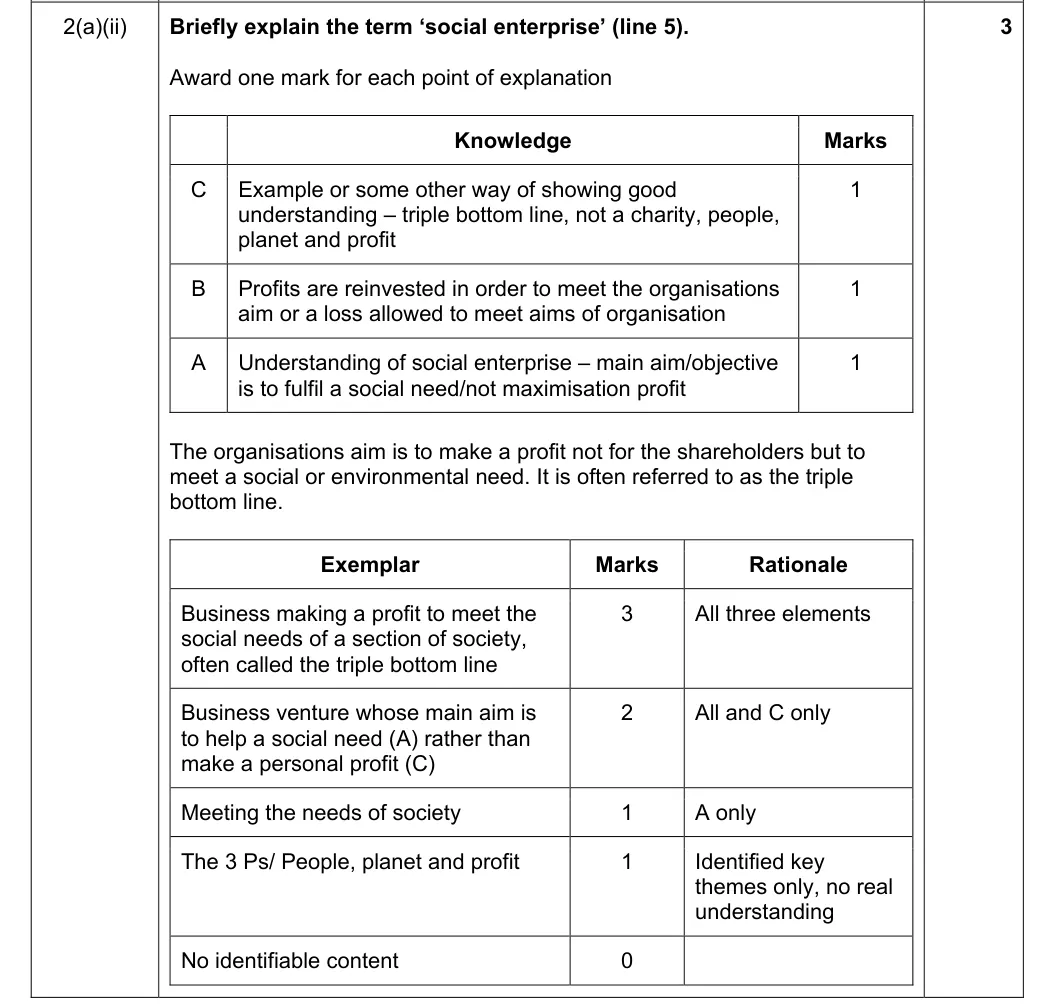 2(a)(ii) Briefly explain the term ‘social enterprise’ (line 5). 3
Award one mark for each point of explanation
Knowledge Marks
C Example or some other way of showing good 1
understanding – triple bottom line, not a charity, people,
planet and profit
B Profits are reinvested in order to meet the organisations 1
aim or a loss allowed to meet aims of organisation
A Understanding of social enterprise – main aim/objective 1
is to fulfil a social need/not maximisation profit
The organisations aim is to make a profit not for the shareholders but to
meet a social or environmental need. It is often referred to as the triple
bottom line.
Exemplar Marks Rationale
Business making a profit to meet the 3 All three elements
social needs of a section of society,
often called the triple bottom line
Business venture whose main aim is 2 All and C only
to help a social need (A) rather than
make a personal profit (C)
Meeting the needs of society 1 A only
The 3 Ps/ People, planet and profit 1 Identified key
themes only, no real
understanding
No identifiable content 0